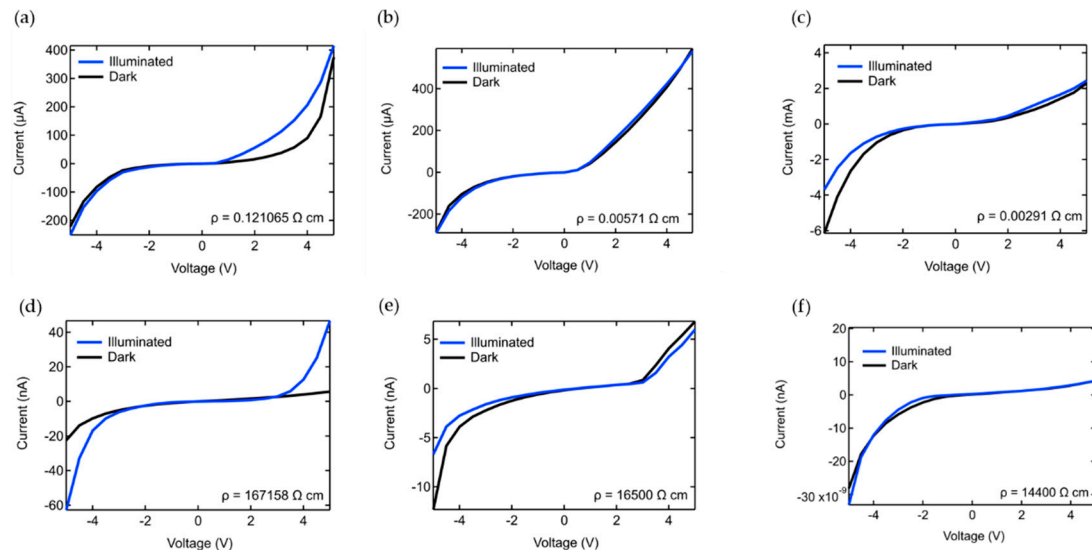 (a)
400
300
200
100
0
-100
-200
Current (µA)
Illuminated
Dark
ρ = 0.121065 Ω cm
-4 -2 0 2 4
Voltage (V)
(b)
400
200
0
-200
Current (µA)
Illuminated
Dark
ρ = 0.00571 Ω cm
-4 -2 0 2 4
Voltage (V)
(c)
4
2
0
-2
-4
-6
Current (mA)
Illuminated
Dark
ρ = 0.00291 Ω cm
-4 -2 0 2 4
Voltage (V)
(d)
40
20
0
-20
-40
-60
Current (nA)
Illuminated
Dark
ρ = 167158 Ω cm
-4 -2 0 2 4
Voltage (V)
(e)
5
0
-5
-10
Current (nA)
Illuminated
Dark
ρ = 16500 Ω cm
-4 -2 0 2 4
Voltage (V)
(f)
20
10
0
-10
-20
-30 x10⁻⁹
Current (nA)
Illuminated
Dark
ρ = 14400 Ω cm
-4 -2 0 2 4
Voltage (V)